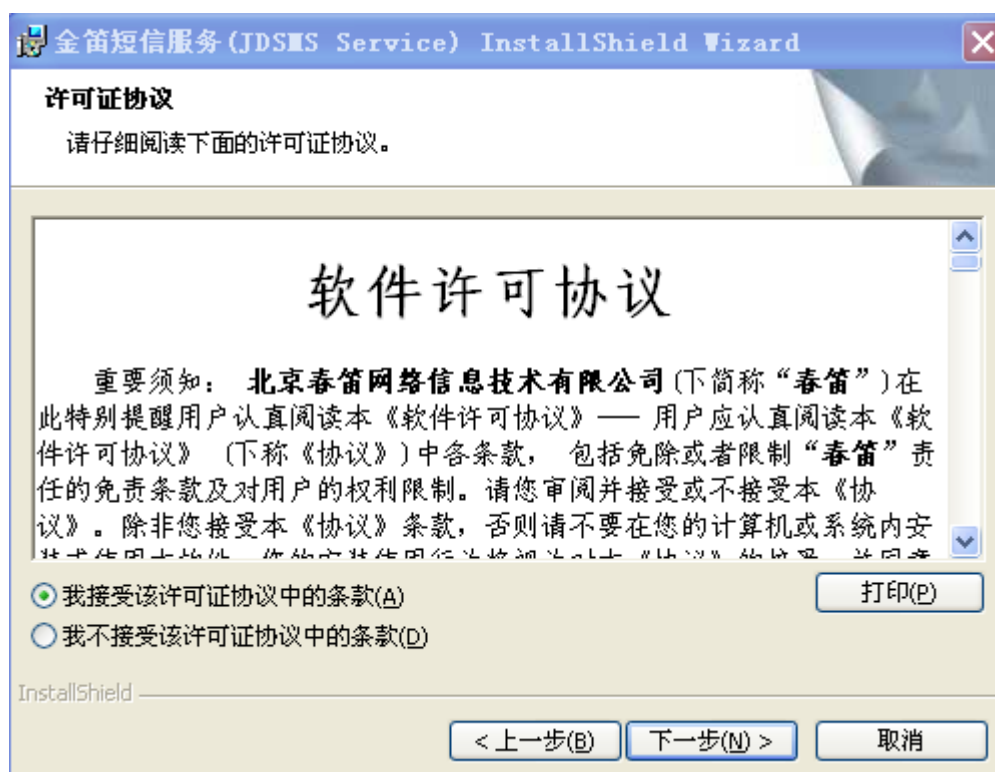 金笛短信服务(JDSMS Service) InstallShield Wizard
许可证协议
请仔细阅读下面的许可证协议。
软件许可协议
重要须知： 北京春笛网络信息技术有限公司(下简称“春笛”)在
此特别提醒用户认真阅读本《软件许可协议》—— 用户应认真阅读本《软
件许可协议》 (下称《协议》)中各条款， 包括免除或者限制“春笛”责
任的免责条款及对用户的权利限制。请您审阅并接受或不接受本《协
议》。除非您接受本《协议》条款，否则请不要在您的计算机或系统内安
我接受该许可证协议中的条款(A)
打印(P)
我不接受该许可证协议中的条款(D)
InstallShield
< 上一步(B)
下一步(N) >
取消